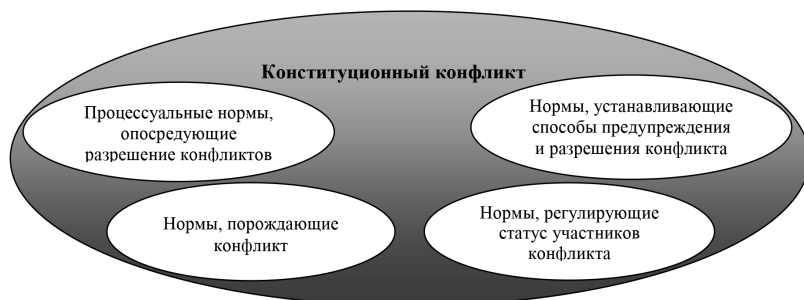 Конституционный конфликт
Процессуальные нормы,
опосредующие
разрешение конфликтов
Нормы, устанавливающие
способы предупреждения
и разрешения конфликта
Нормы, порождающие
конфликт
Нормы, регулирующие
статус участников
конфликта